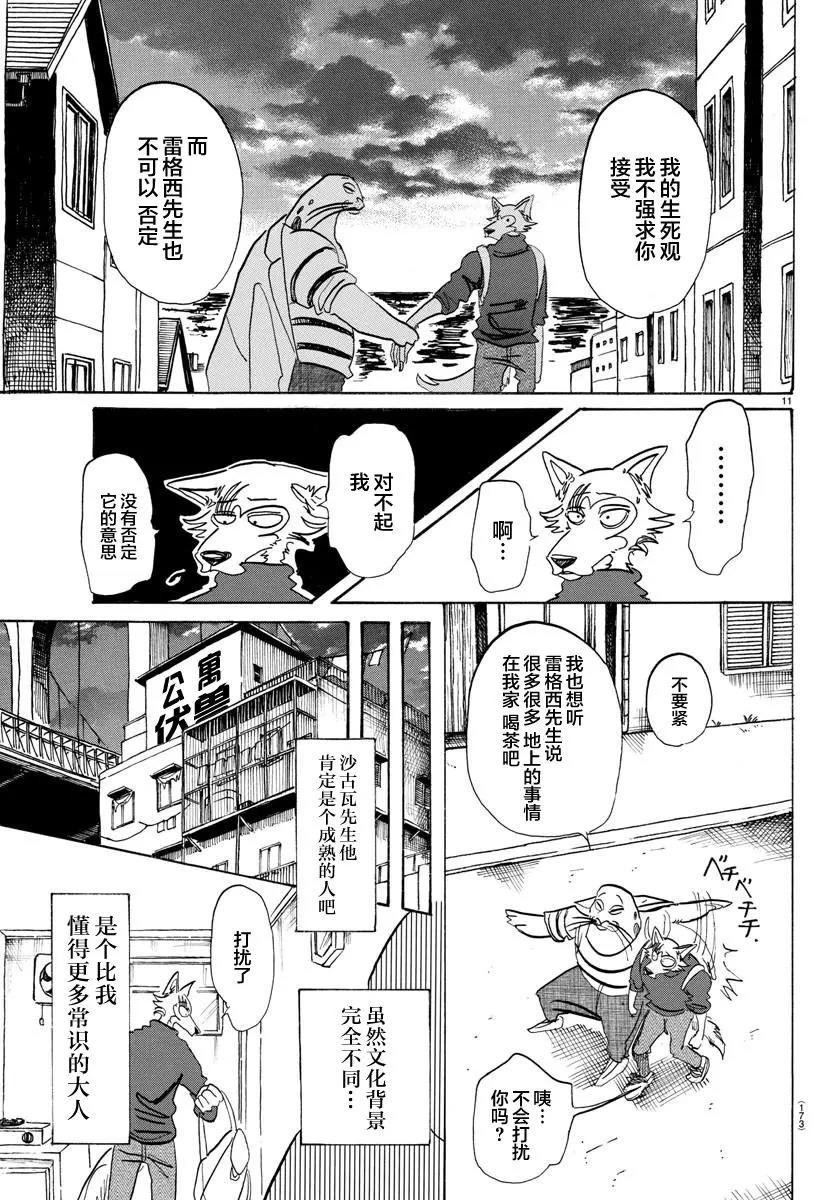 我的生死观
我不强求你
接受
而
雷格西先生也
不可以 否定
11
………
啊…
对不起
我
没有否定
它的意思
不要紧
我也想听
雷格西先生说
很多很多 地上的事情
在我家 喝茶吧
ベチベチチ
咦…
不会打扰
你吗?
公寓
伏兽
沙古瓦先生他
肯定是个成熟的人吧
虽然文化背景
完全不同…
打扰了
是个比我
懂得更多常识的大人
(173)